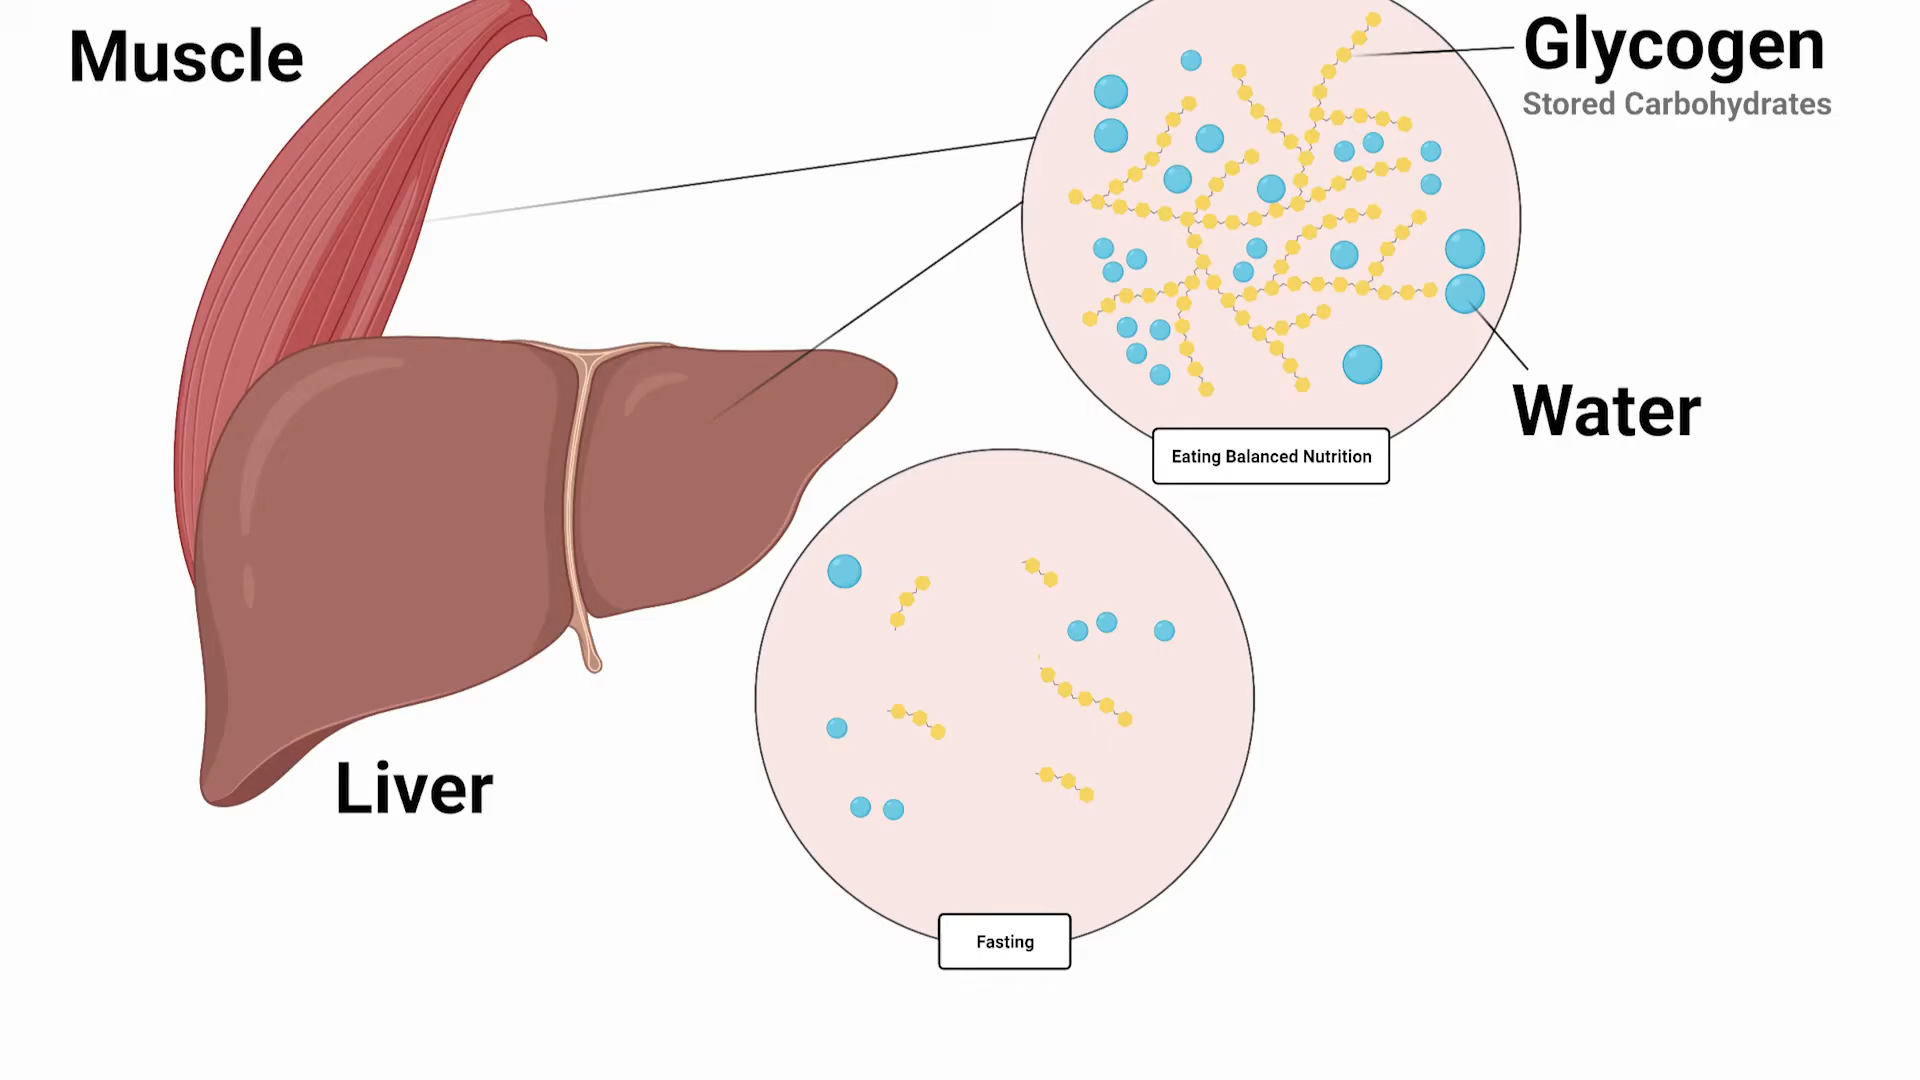 Muscle
Glycogen
Stored Carbohydrates
Water
Eating Balanced Nutrition
Liver
Fasting